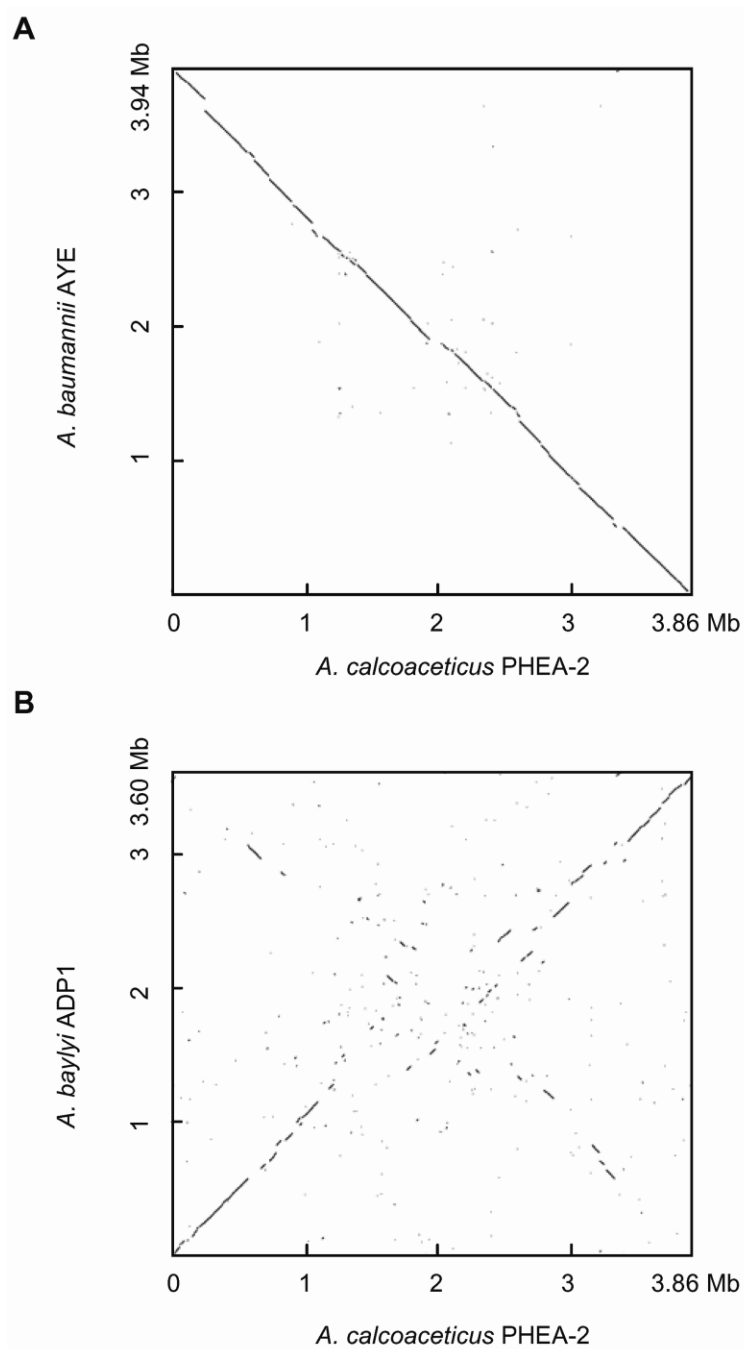 A
3.94 Mb
3
2
1
A. baumannii AYE
0 1 2 3 3.86 Mb
A. calcoaceticus PHEA-2
B
3.60 Mb
3
2
1
A. baylyi ADP1
0 1 2 3 3.86 Mb
A. calcoaceticus PHEA-2